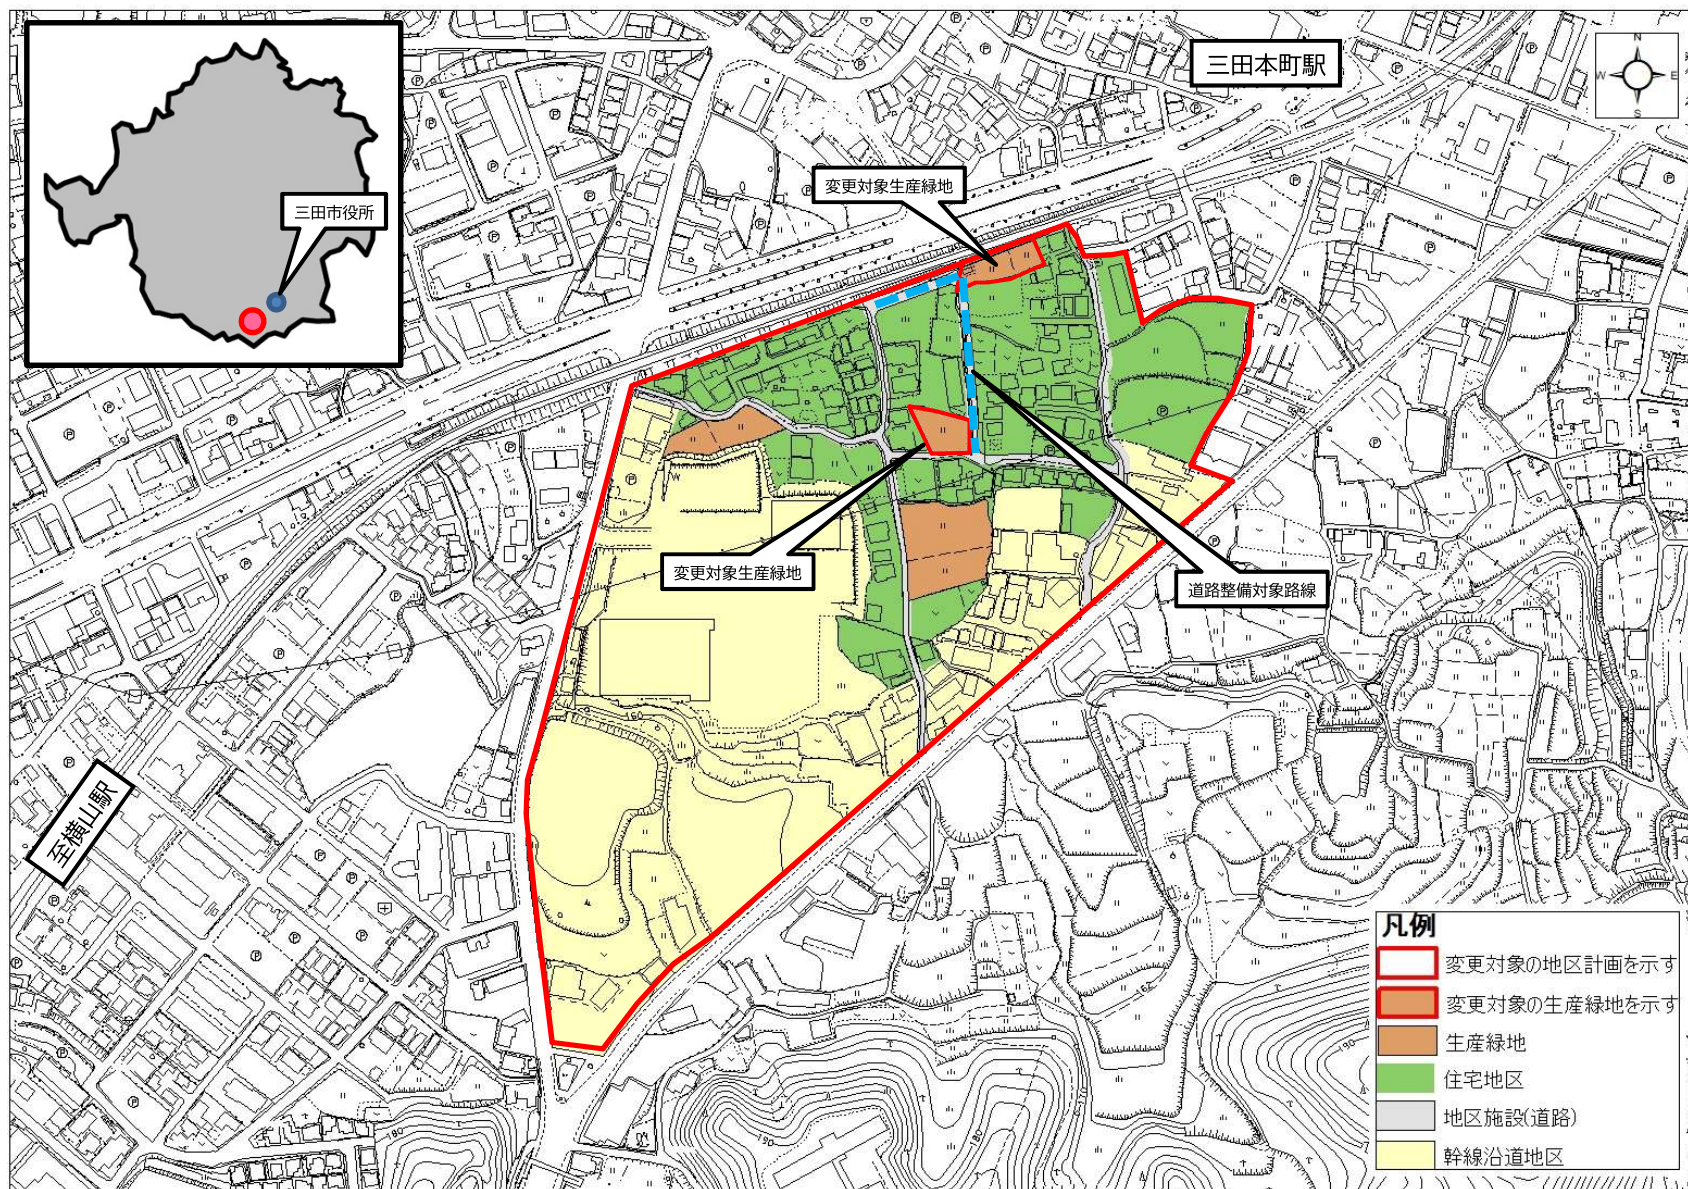 三田本町駅
N
W
E
S
変更対象生産緑地
三田市役所
変更対象生産緑地
道路整備対象路線
至横山駅
凡例
変更対象の地区計画を示す
変更対象の生産緑地を示す
生産緑地
住宅地区
地区施設(道路)
幹線沿道地区